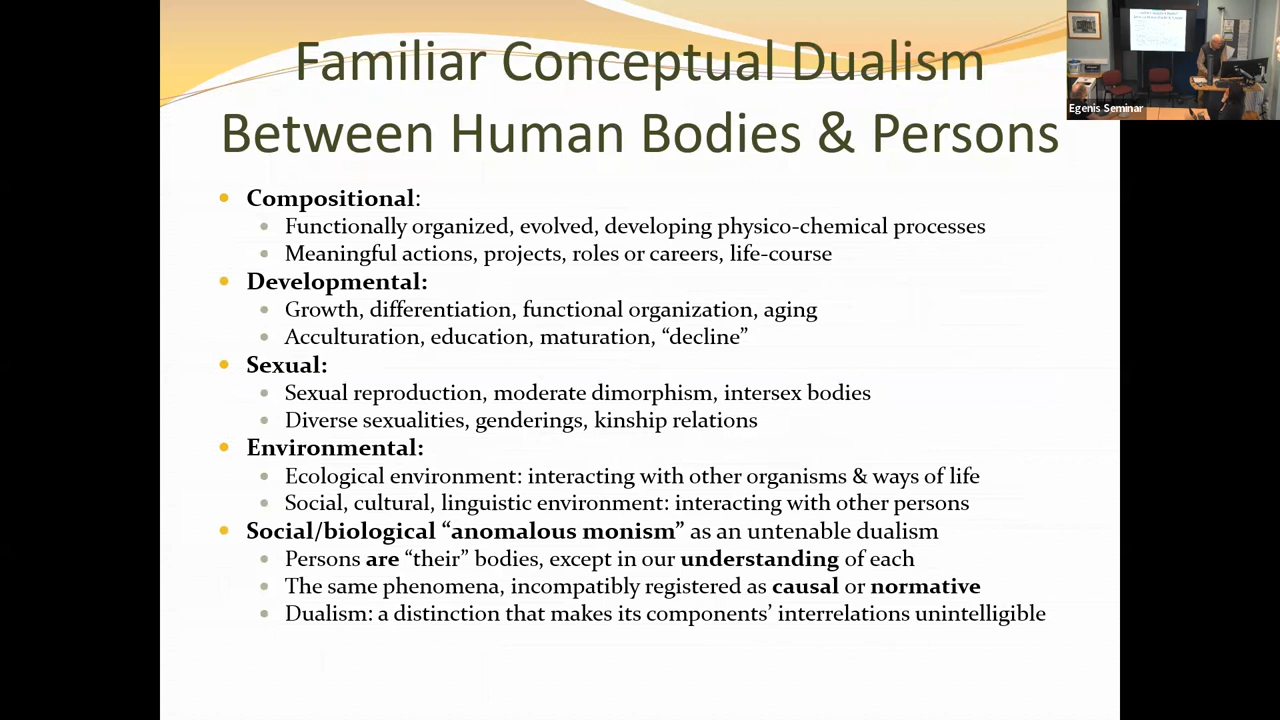 Familiar Conceptual Dualism
Between Human Bodies & Persons
Egenis Seminar
Compositional:
Functionally organized, evolved, developing physico-chemical processes
Meaningful actions, projects, roles or careers, life-course
Developmental:
Growth, differentiation, functional organization, aging
Acculturation, education, maturation, “decline”
Sexual:
Sexual reproduction, moderate dimorphism, intersex bodies
Diverse sexualities, genderings, kinship relations
Environmental:
Ecological environment: interacting with other organisms & ways of life
Social, cultural, linguistic environment: interacting with other persons
Social/biological “anomalous monism” as an untenable dualism
Persons are “their” bodies, except in our understanding of each
The same phenomena, incompatibly registered as causal or normative
Dualism: a distinction that makes its components’ interrelations unintelligible